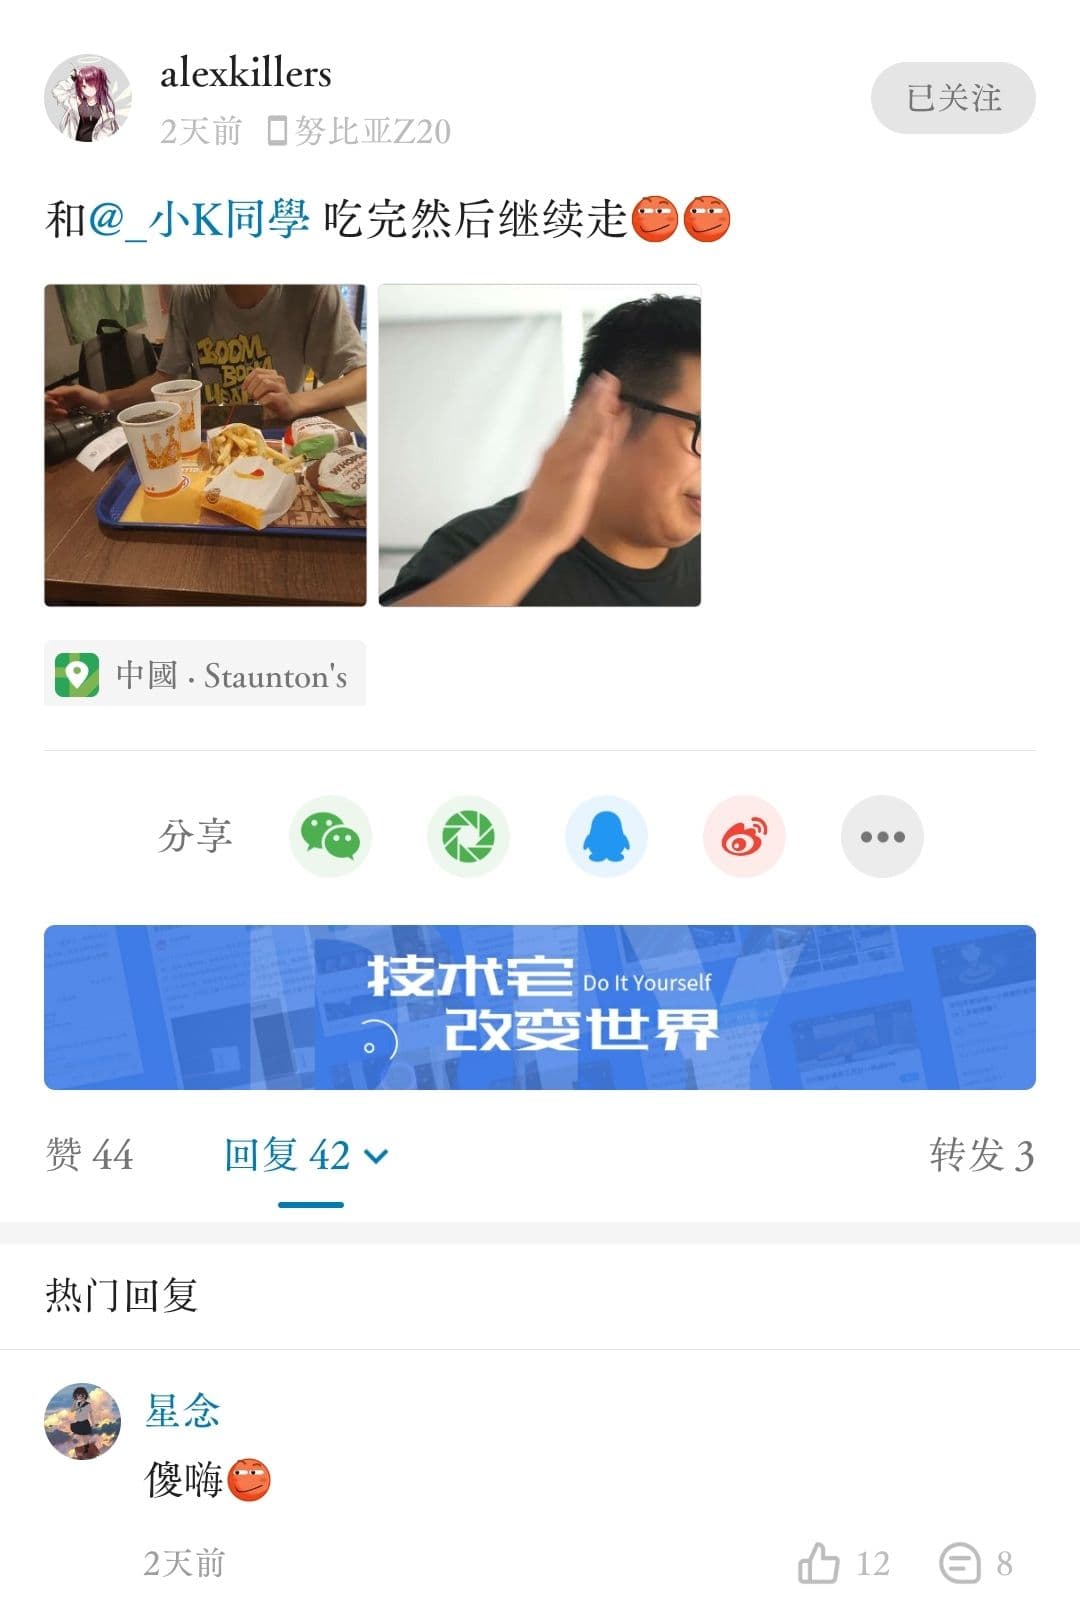 alexkillers
2天前 努比亚Z20
已关注
和@_小K同學 吃完然后继续走
BOOM
WHOPPER
中國 · Staunton's
分享
技术宅 Do It Yourself
改变世界
赞 44
回复 42
转发 3
热门回复
星念
傻嗨
2天前
12
8